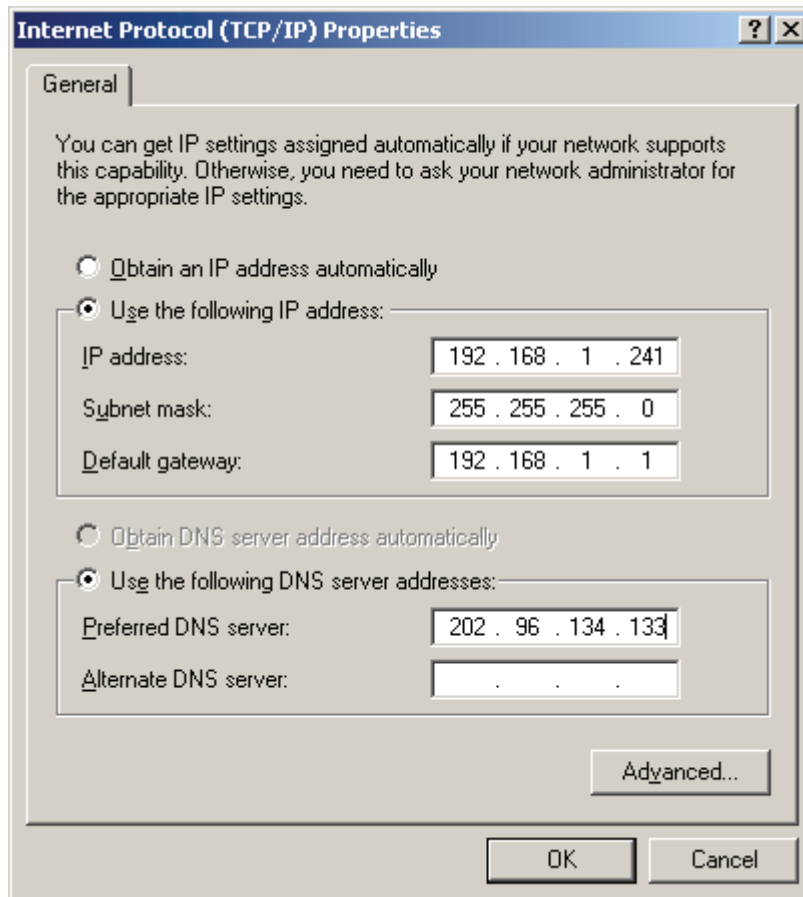 Internet Protocol (TCP/IP) Properties
General
You can get IP settings assigned automatically if your network supports
this capability. Otherwise, you need to ask your network administrator for
the appropriate IP settings.
Obtain an IP address automatically
Use the following IP address:
IP address: 192 . 168 . 1 . 241
Subnet mask: 255 . 255 . 255 . 0
Default gateway: 192 . 168 . 1 . 1
Obtain DNS server address automatically
Use the following DNS server addresses:
Preferred DNS server: 202 . 96 . 134 . 133
Alternate DNS server: . . .
Advanced...
OK Cancel